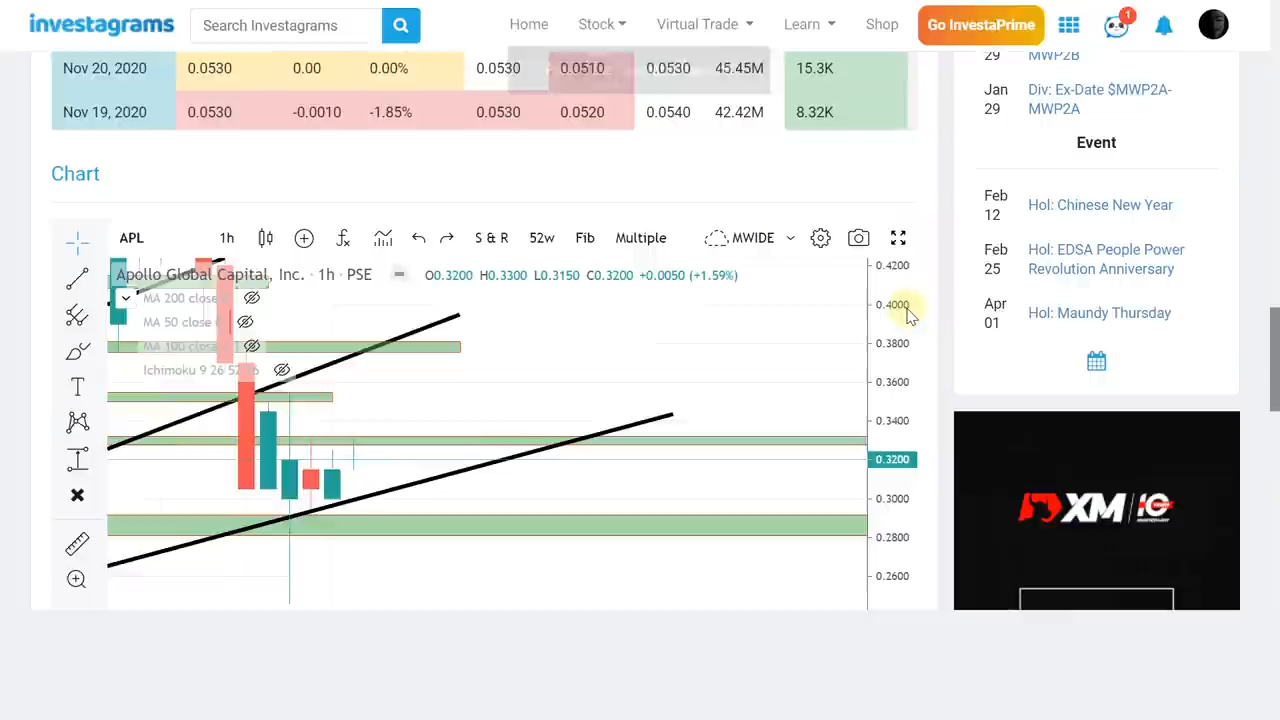 investagrams
Search Investagrams
Home
Stock
Virtual Trade
Learn
Shop
Go InvestaPrime
1
Nov 20, 2020 0.0530 0.00 0.00% 0.0530 0.0510 0.0530 45.45M 15.3K
Nov 19, 2020 0.0530 -0.0010 -1.85% 0.0530 0.0520 0.0540 42.42M 8.32K
Chart
APL 1h S & R 52w Fib Multiple MWIDE
Apollo Global Capital, Inc. · 1h · PSE O0.3200 H0.3300 L0.3150 C0.3200 +0.0050 (+1.59%)
MA 200 close
MA 50 close
MA 100 close
Ichimoku 9 26 52 26
T
0.4200
0.4000
0.3800
0.3600
0.3400
0.3200
0.3000
0.2800
0.2600
29 MWP2B
Jan 29 Div: Ex-Date $MWP2A-
MWP2A
Event
Feb 12 Hol: Chinese New Year
Feb 25 Hol: EDSA People Power
Revolution Anniversary
Apr 01 Hol: Maundy Thursday
XM 10